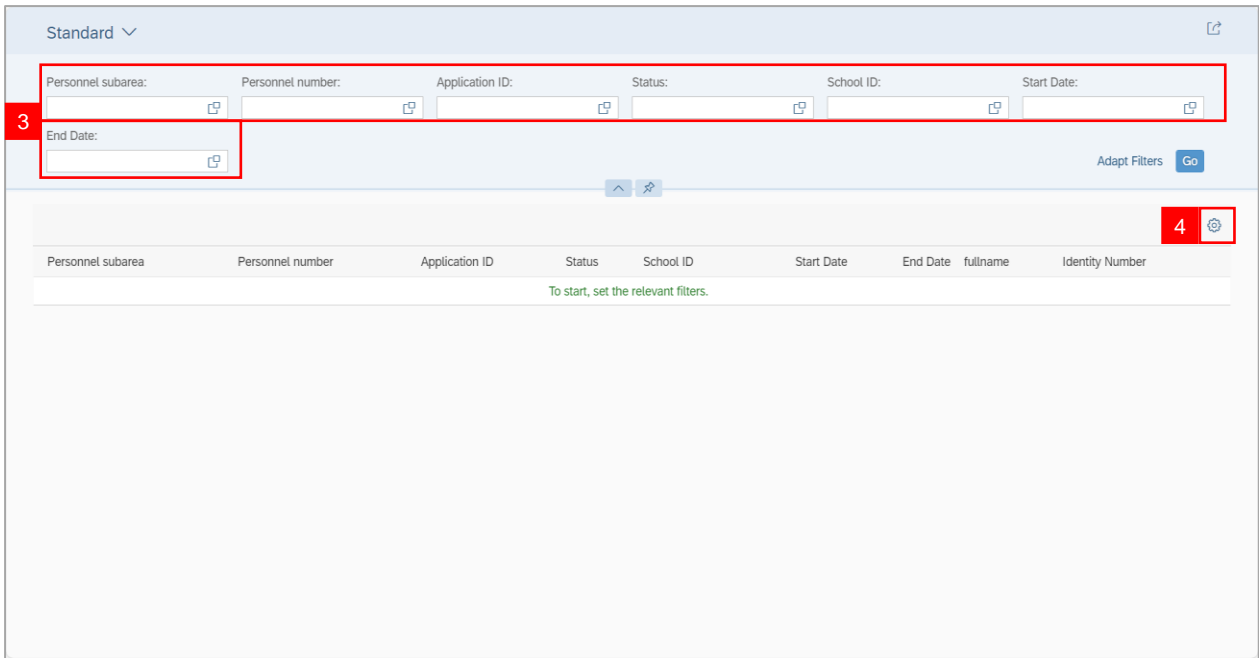 Standard
Personnel subarea: Personnel number: Application ID: Status: School ID: Start Date:
3
End Date:
Adapt Filters Go
4
Personnel subarea Personnel number Application ID Status School ID Start Date End Date fullname Identity Number
To start, set the relevant filters.